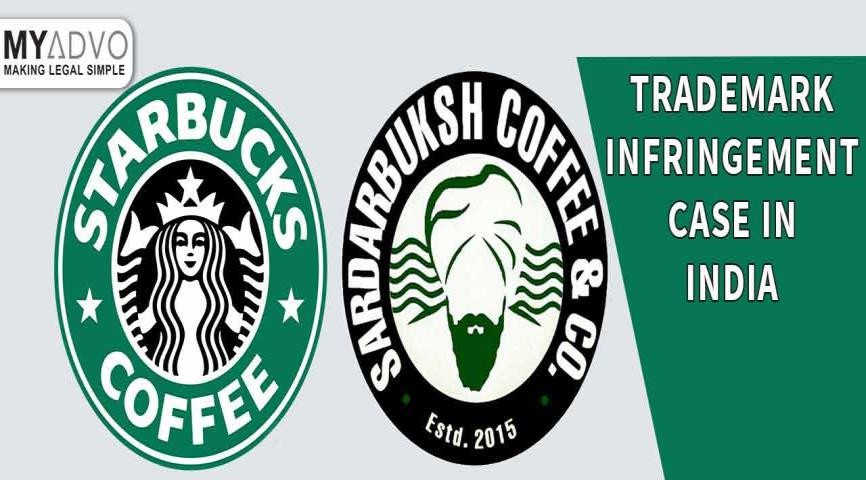 MYADVO
MAKING LEGAL SIMPLE
STARBUCKS
COFFEE
SARDARBUKSH COFFEE & CO.
Estd. 2015
TRADEMARK
INFRINGEMENT
CASE IN
INDIA